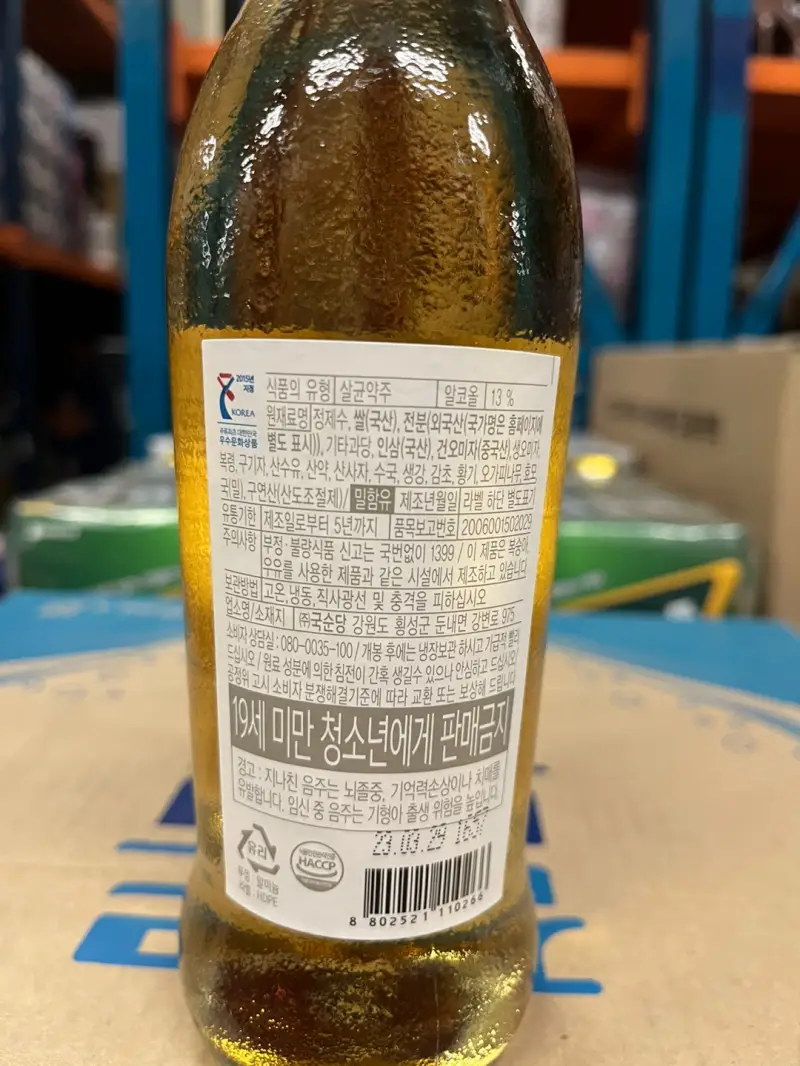 2015년
지정
KOREA
우수문화상품
식품의 유형 살균약주 알코올 13 %
원재료명 정제수, 쌀(국산), 전분(외국산(국가명은 홈페이지에
별도 표시)), 기타과당, 인삼(국산), 건오미자(중국산), 생오미자,
복령, 구기자, 산수유, 산약, 산사자, 수국, 생강, 감초, 황기, 오가피나무, 효모,
국(밀), 구연산(산도조절제)/ 밀함유 제조년월일 라벨 하단 별도표기
유통기한 제조일로부터 5년까지 품목보고번호 2006001502029
주의사항 부정·불량식품 신고는 국번없이 1399 / 이 제품은 복숭아,
우유를 사용한 제품과 같은 시설에서 제조하고 있습니다
보관방법 고온 냉동, 직사광선 및 충격을 피하십시오
업소명/소재지 ㈜국순당 강원도 횡성군 둔내면 강변로 975
소비자 상담실 : 080-0035-100 / 개봉 후에는 냉장보관 하시고 가급적 빨리
드십시오 / 원료 성분에 의한 침전이 간혹 생길수 있으나 안심하고 드십시오/
공정위 고시 소비자 분쟁해결기준에 따라 교환 또는 보상해 드립니다
19세 미만 청소년에게 판매금지
경고 : 지나친 음주는 뇌졸중, 기억력손상이나 치매를
유발합니다. 임신 중 음주는 기형아 출생 위험을 높입니다.
23.03.29 16:57
유리
HACCP
뚜껑 : 알미늄
라벨 : HDPE
8 802521 110266